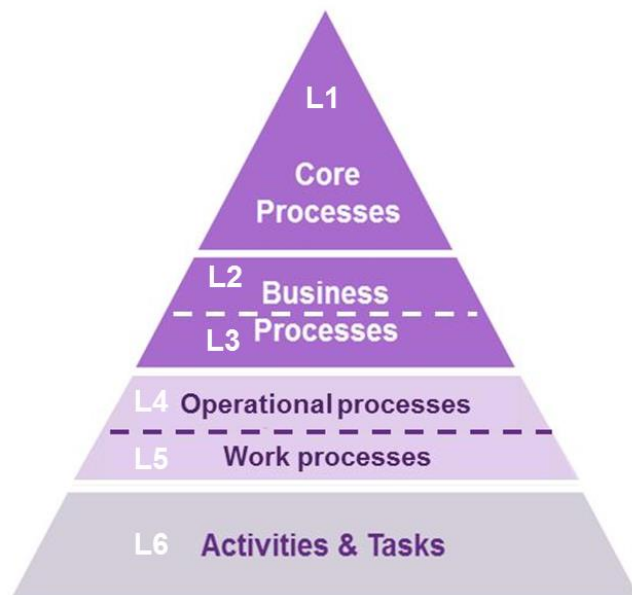 L1
Core
Processes
L2
Business
L3
Processes
L4 Operational processes
L5 Work processes
L6 Activities & Tasks